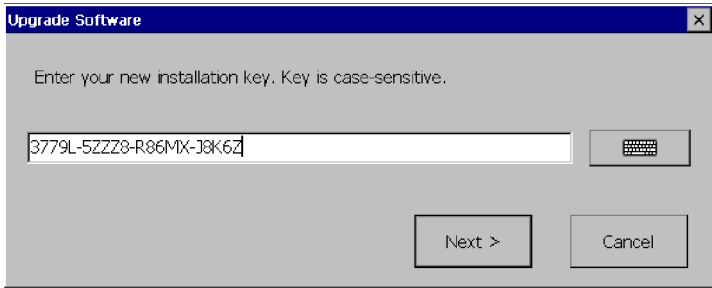 Upgrade Software
Enter your new installation key. Key is case-sensitive.
3779L-5ZZZ8-R86MX-J8K6Z
Next >
Cancel